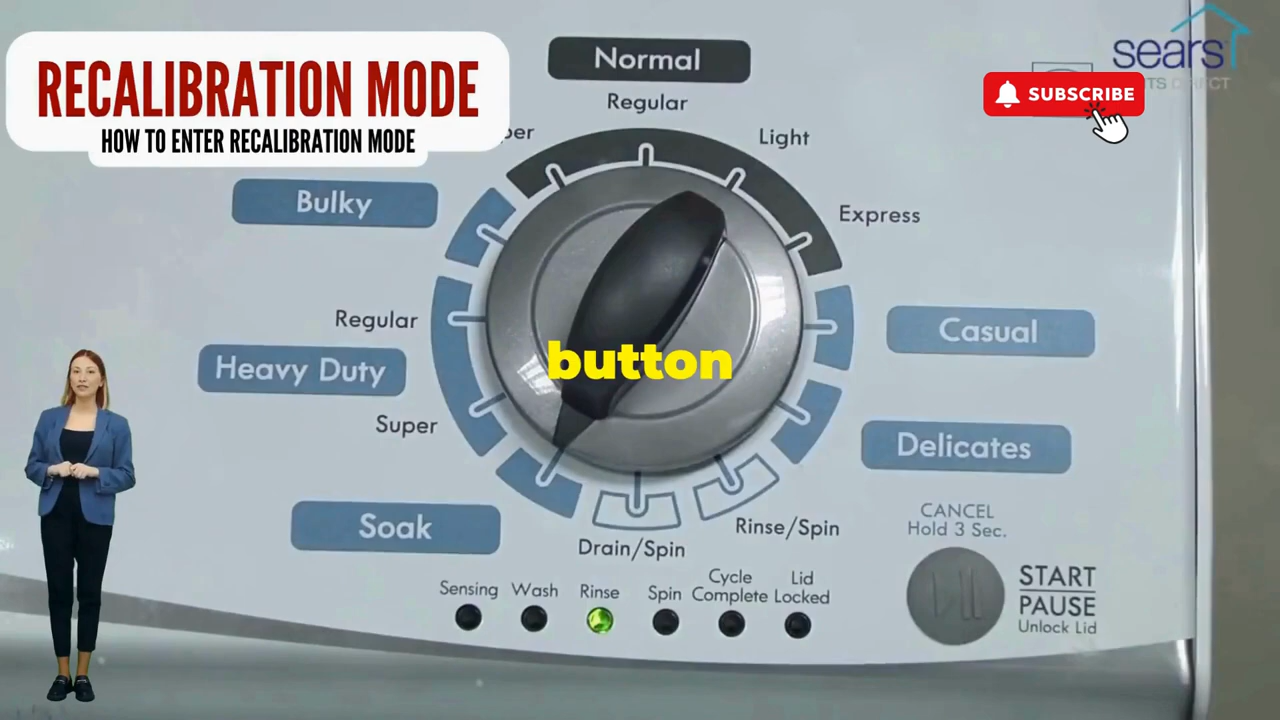 RECALIBRATION MODE
HOW TO ENTER RECALIBRATION MODE
Normal
sears
SUBSCRIBE
DIRECT
Regular
Light
Bulky
Express
Regular
Casual
Heavy Duty
button
Super
Delicates
Soak
Rinse/Spin
Drain/Spin
CANCEL
Hold 3 Sec.
Sensing
Wash
Rinse
Spin
Cycle
Complete
Lid
Locked
START
PAUSE
Unlock Lid